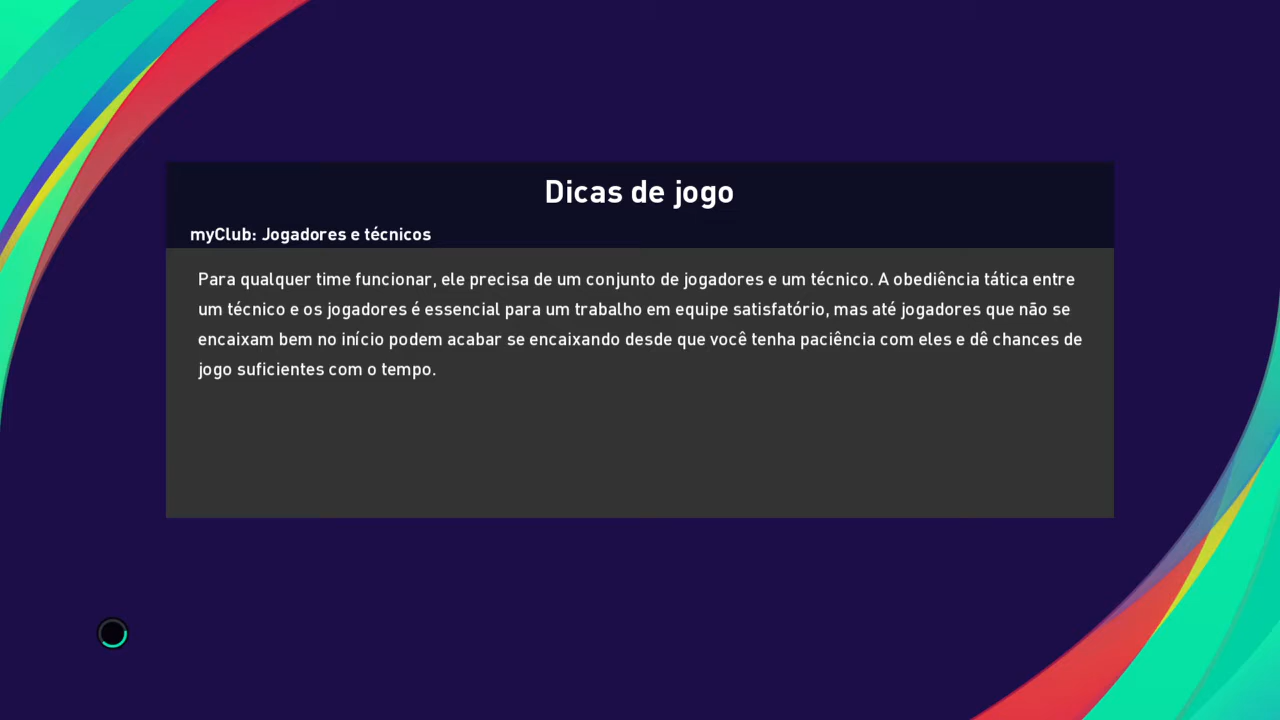 Dicas de jogo
myClub: Jogadores e técnicos
Para qualquer time funcionar, ele precisa de um conjunto de jogadores e um técnico. A obediência tática entre
um técnico e os jogadores é essencial para um trabalho em equipe satisfatório, mas até jogadores que não se
encaixam bem no início podem acabar se encaixando desde que você tenha paciência com eles e dê chances de
jogo suficientes com o tempo.